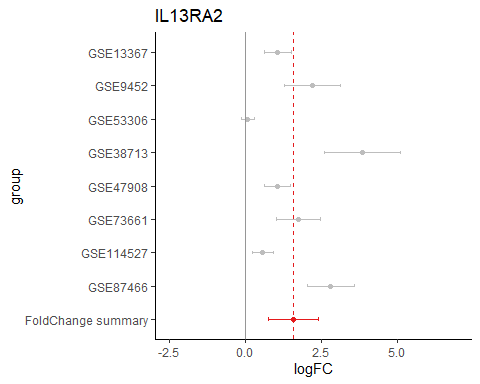 IL13RA2
group
GSE13367
GSE9452
GSE53306
GSE38713
GSE47908
GSE73661
GSE114527
GSE87466
FoldChange summary
-2.5 0.0 2.5 5.0
logFC